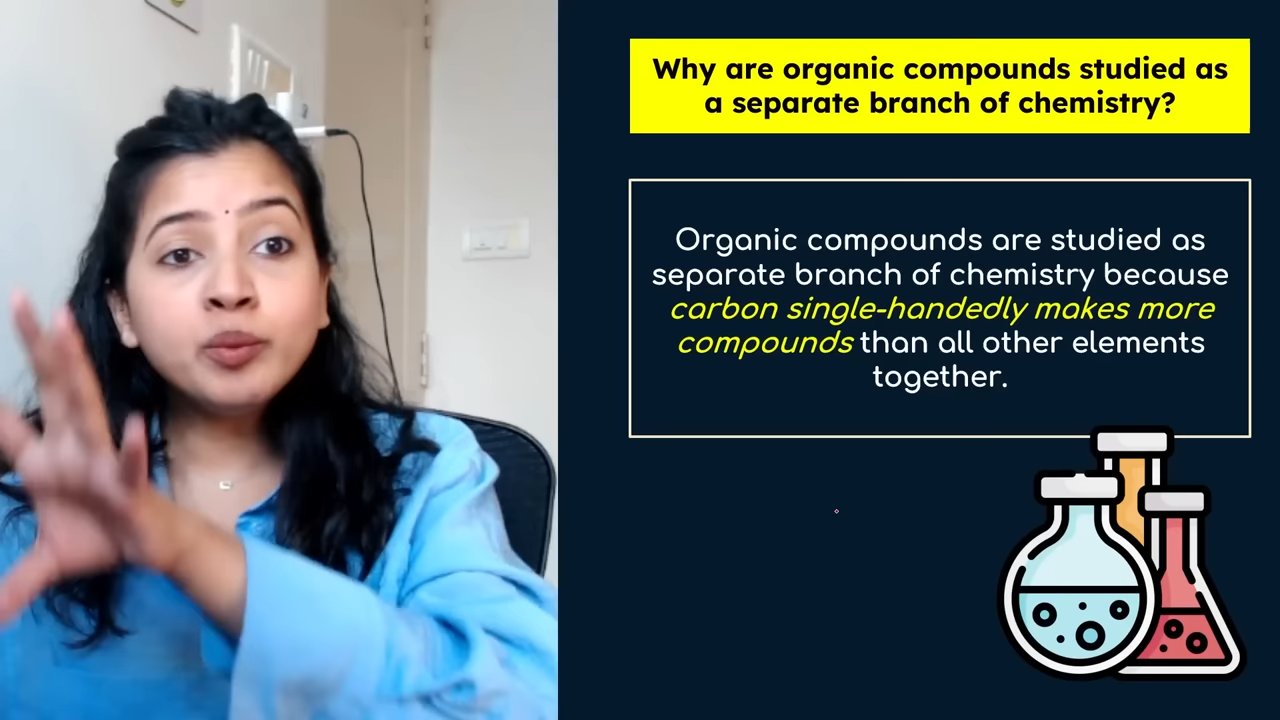 Why are organic compounds studied as
a separate branch of chemistry?
Organic compounds are studied as
separate branch of chemistry because
carbon single-handedly makes more
compounds than all other elements
together.